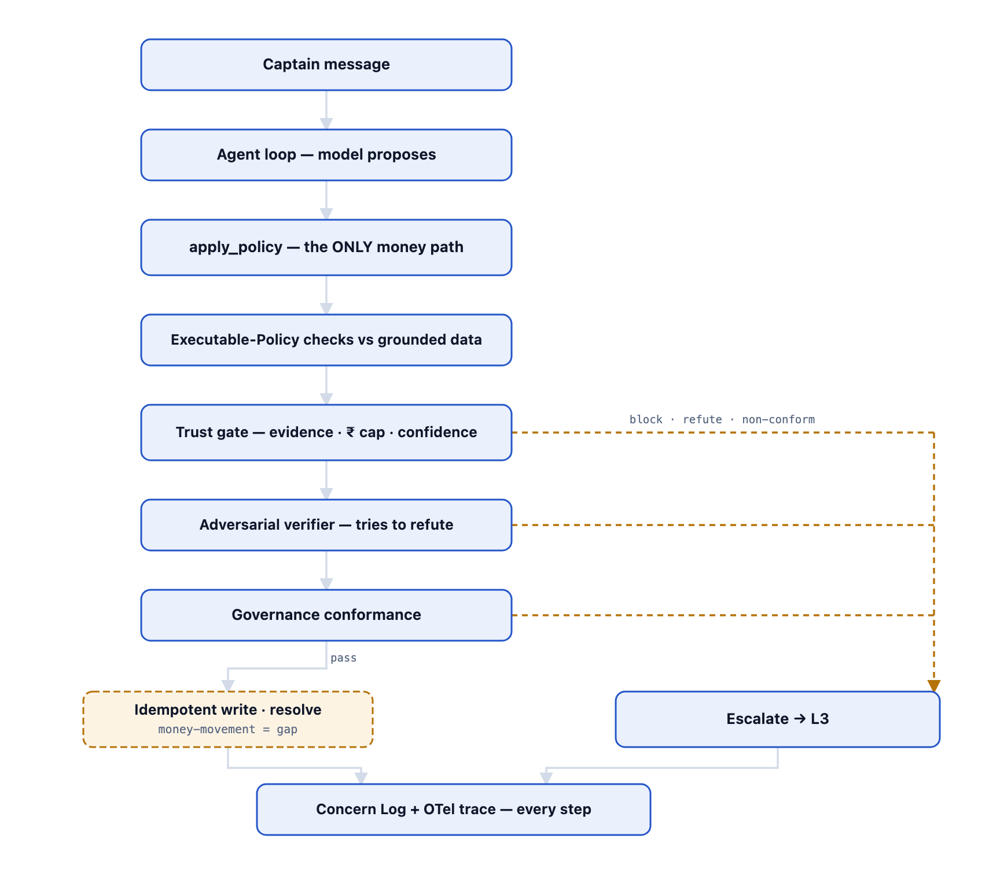 Captain message
Agent loop — model proposes
apply_policy — the ONLY money path
Executable-Policy checks vs grounded data
Trust gate — evidence · ₹ cap · confidence
block · refute · non-conform
Adversarial verifier — tries to refute
Governance conformance
pass
Idempotent write · resolve
money-movement = gap
Escalate → L3
Concern Log + OTel trace — every step